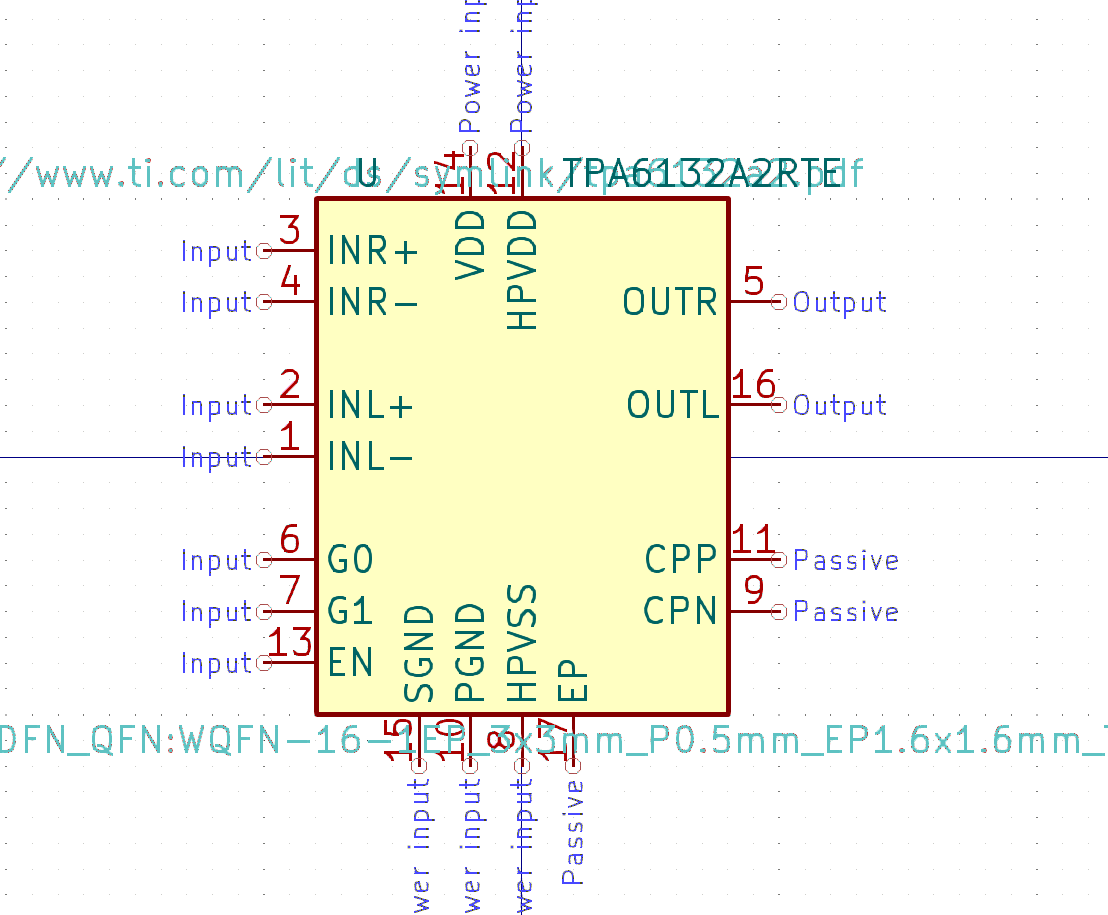 Power inp
Power inp
14
12
//www.ti.com/lit/ds/symlink/tpa6132a2.pdf
U
TPA6132A2RTE
VDD
HPVDD
Input 3 INR+
Input 4 INR-
OUTR 5 Output
Input 2 INL+
OUTL 16 Output
Input 1 INL-
Input 6 G0
CPP 11 Passive
Input 7 G1
CPN 9 Passive
Input 13 EN
SGND
PGND
HPVSS
EP
15
10
8
17
DFN_QFN:WQFN-16-1EP_3x3mm_P0.5mm_EP1.6x1.6mm_
wer input
wer input
wer input
Passive